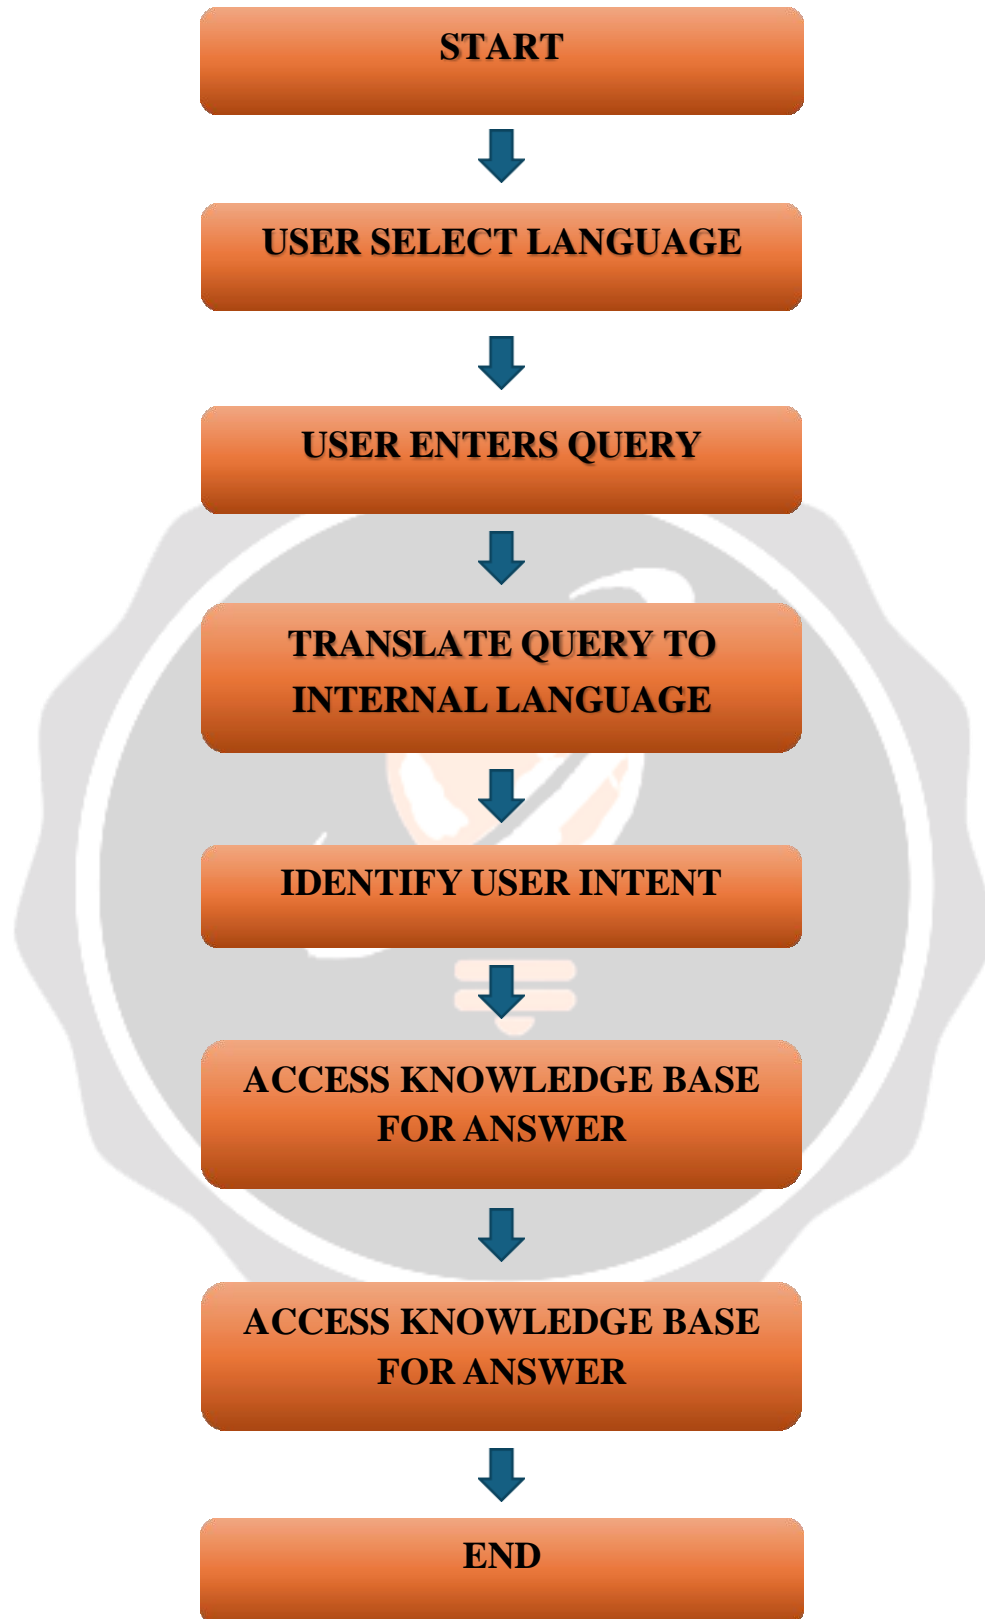 START
USER SELECT LANGUAGE
USER ENTERS QUERY
TRANSLATE QUERY TO
INTERNAL LANGUAGE
IDENTIFY USER INTENT
ACCESS KNOWLEDGE BASE
FOR ANSWER
ACCESS KNOWLEDGE BASE
FOR ANSWER
END